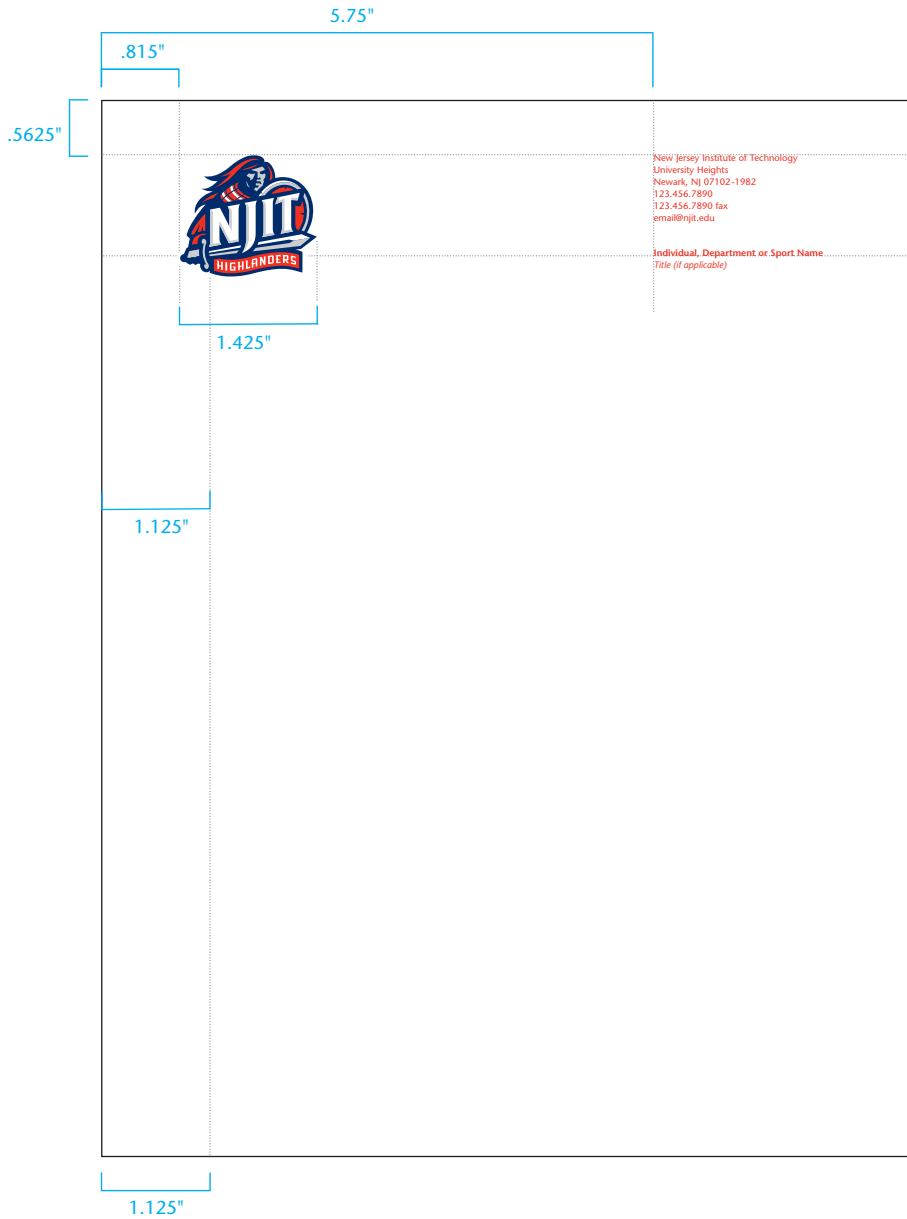 5.75"
.815"
.5625"
New Jersey Institute of Technology
University Heights
Newark, NJ 07102-1982
123.456.7890
123.456.7890 fax
email@njit.edu
NJIT
HIGHLANDERS
Individual, Department or Sport Name
Title (if applicable)
1.425"
1.125"
1.125"